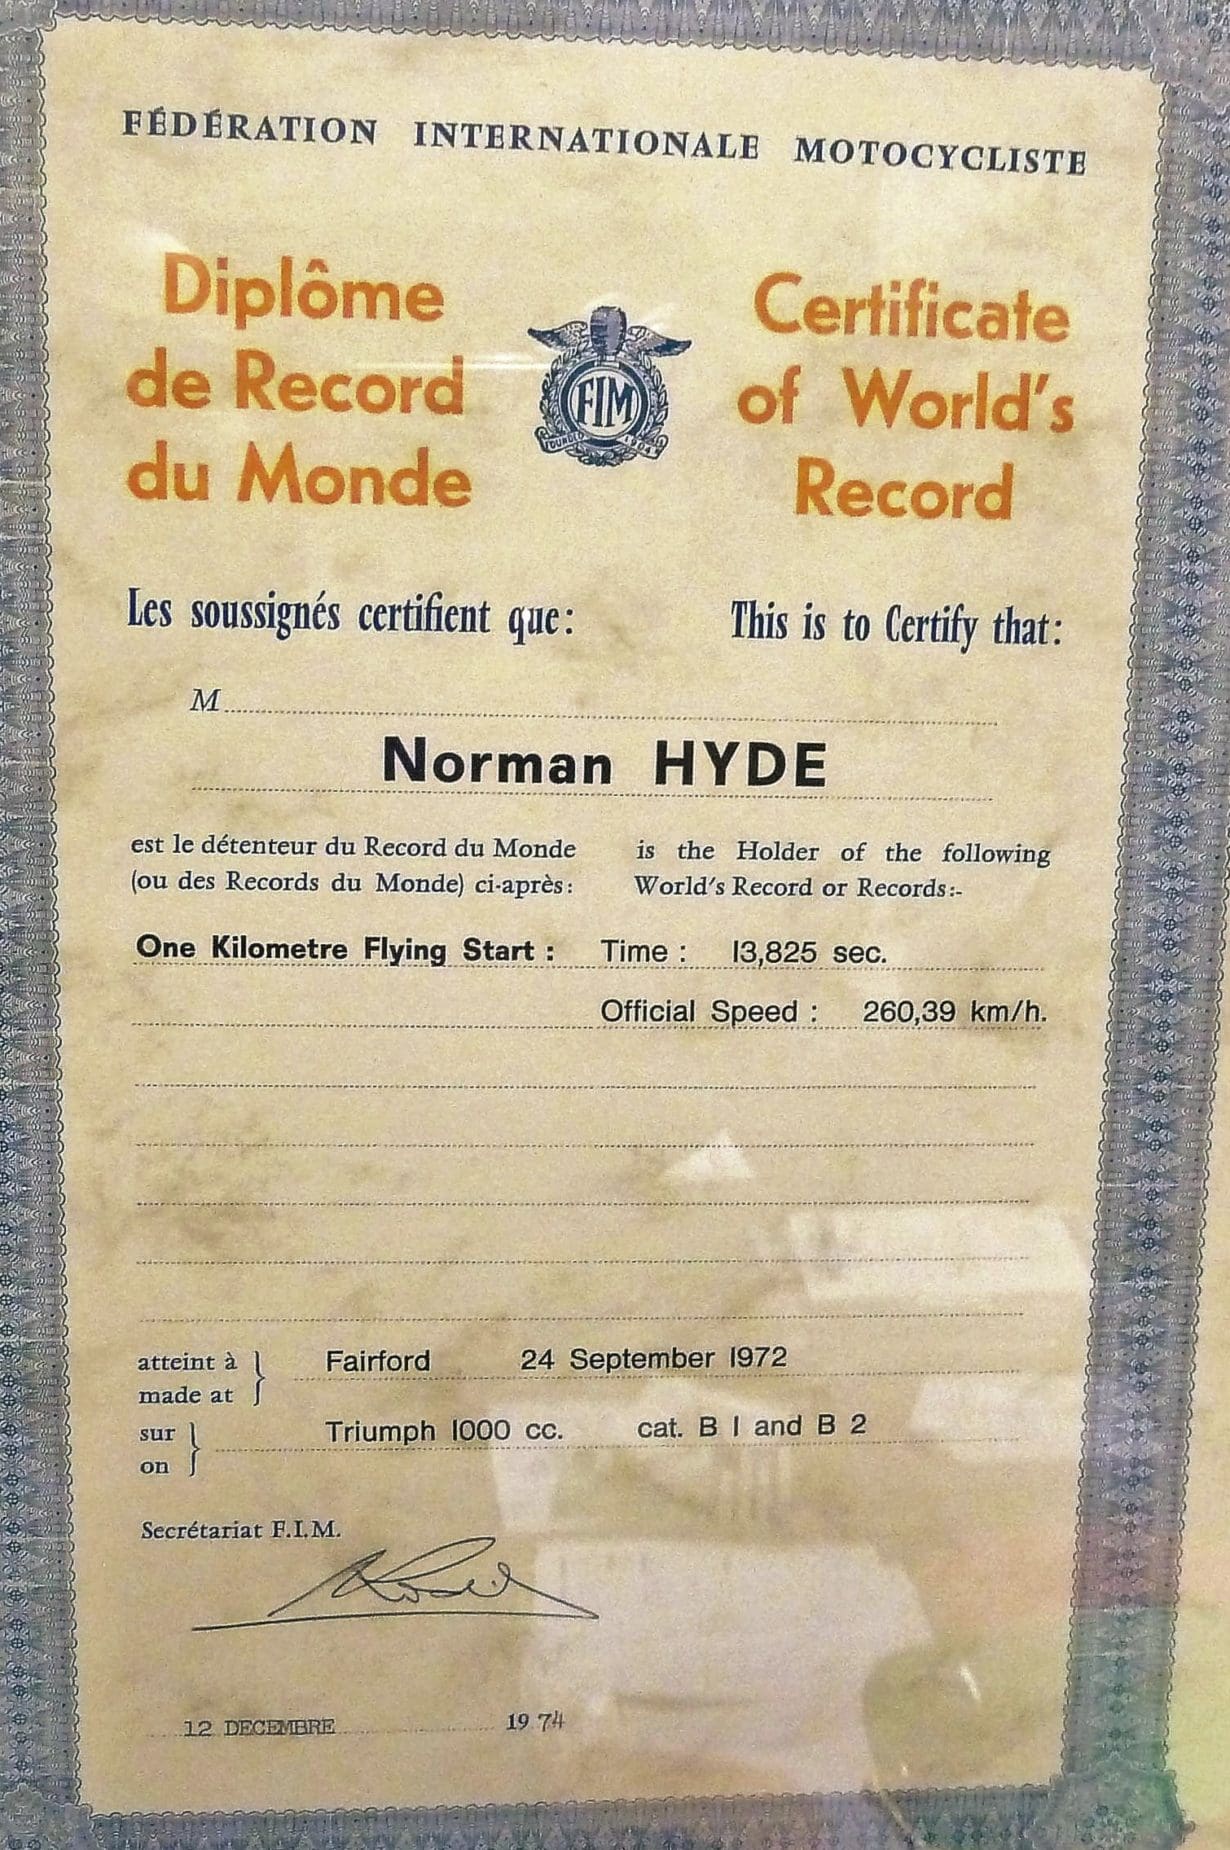 FÉDÉRATION INTERNATIONALE MOTOCYCLISTE
Diplôme
de Record
du Monde
FIM
FOUNDED 1904
Certificate
of World's
Record
Les soussignés certifient que:
This is to Certify that:
M
Norman HYDE
est le détenteur du Record du Monde
(ou des Records du Monde) ci-après:
is the Holder of the following
World's Record or Records:-
One Kilometre Flying Start : Time : 13,825 sec.
Official Speed : 260,39 km/h.
atteint à
made at
Fairford 24 September 1972
sur
on
Triumph 1000 cc. cat. B 1 and B 2
Secrétariat F.I.M.
12 DECEMBRE 1974